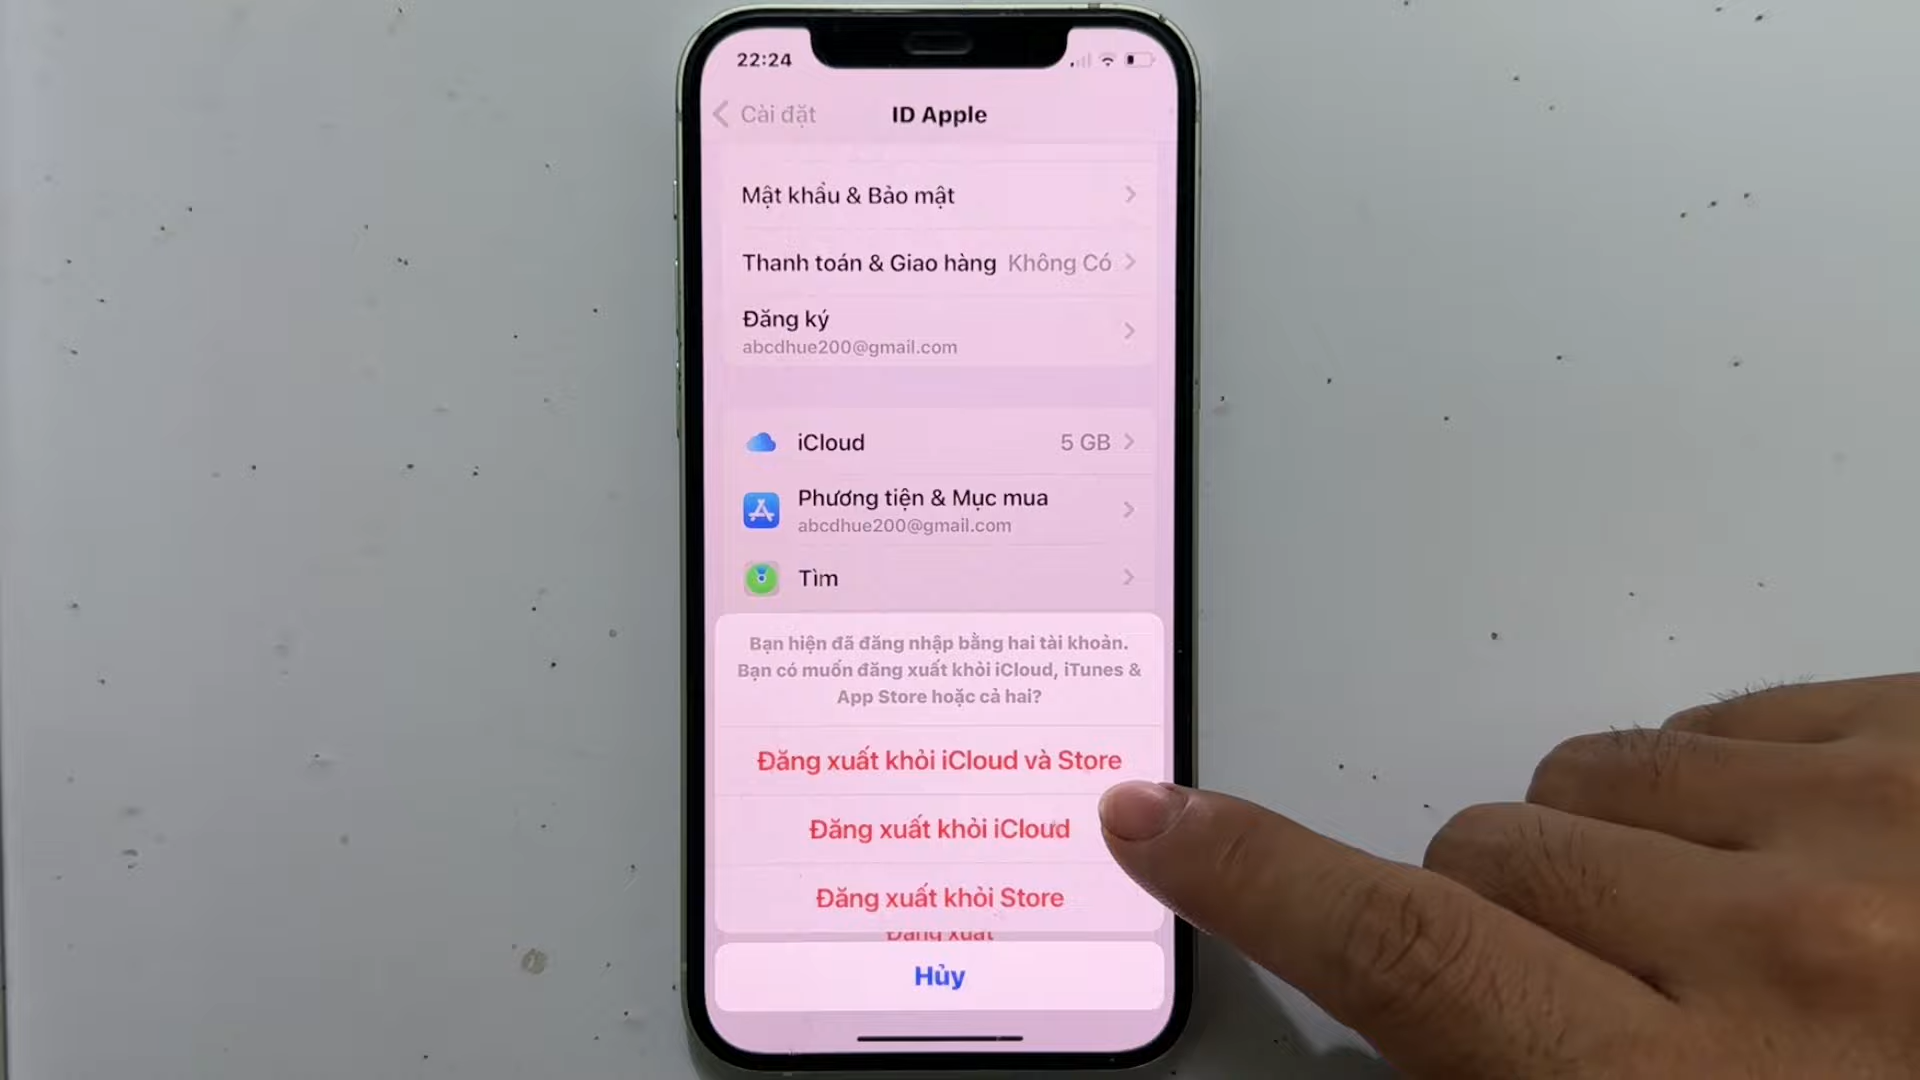 22:24
Cài đặt
ID Apple
Mật khẩu & Bảo mật
Thanh toán & Giao hàng Không Có
Đăng ký
abcdhue200@gmail.com
iCloud 5 GB
Phương tiện & Mục mua
abcdhue200@gmail.com
Tìm
Bạn hiện đã đăng nhập bằng hai tài khoản.
Bạn có muốn đăng xuất khỏi iCloud, iTunes &
App Store hoặc cả hai?
Đăng xuất khỏi iCloud và Store
Đăng xuất khỏi iCloud
Đăng xuất khỏi Store
Đăng xuất
Hủy